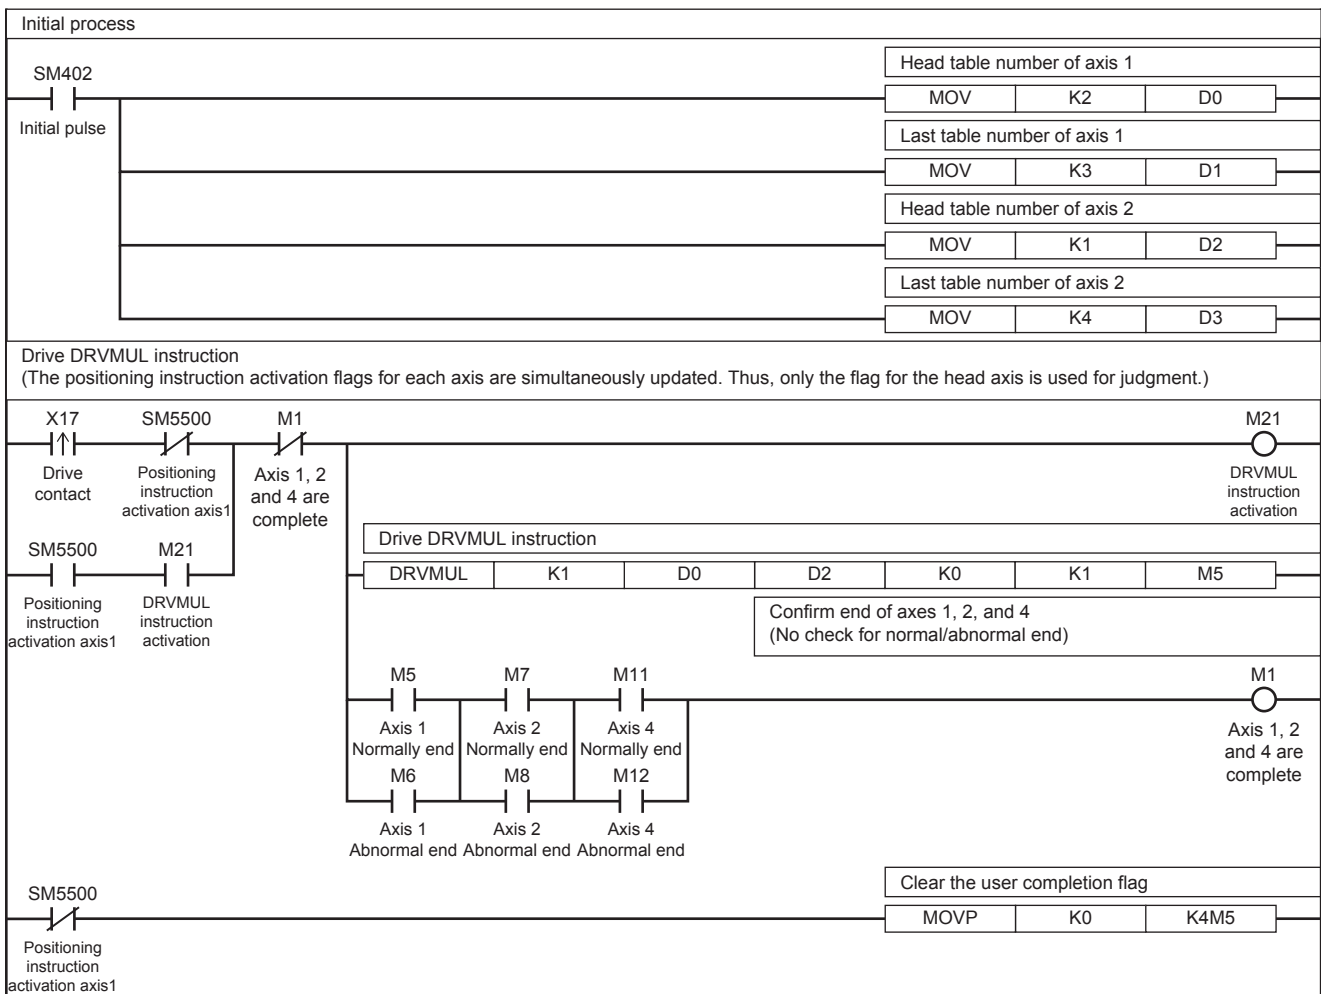 Initial process
Head table number of axis 1
SM402
MOV K2 D0
Initial pulse
Last table number of axis 1
MOV K3 D1
Head table number of axis 2
MOV K1 D2
Last table number of axis 2
MOV K4 D3
Drive DRVMUL instruction
(The positioning instruction activation flags for each axis are simultaneously updated. Thus, only the flag for the head axis is used for judgment.)
X17 SM5500 M1 M21
Drive
contact
Positioning
instruction
activation axis1
Axis 1, 2
and 4 are
complete
DRVMUL
instruction
activation
Drive DRVMUL instruction
SM5500 M21
DRVMUL K1 D0 D2 K0 K1 M5
Positioning
instruction
activation axis1
DRVMUL
instruction
activation
Confirm end of axes 1, 2, and 4
(No check for normal/abnormal end)
M5 M7 M11 M1
Axis 1
Normally end
Axis 2
Normally end
Axis 4
Normally end
Axis 1, 2
and 4 are
complete
M6 M8 M12
Axis 1
Abnormal end
Axis 2
Abnormal end
Axis 4
Abnormal end
Clear the user completion flag
SM5500
MOVP K0 K4M5
Positioning
instruction
activation axis1